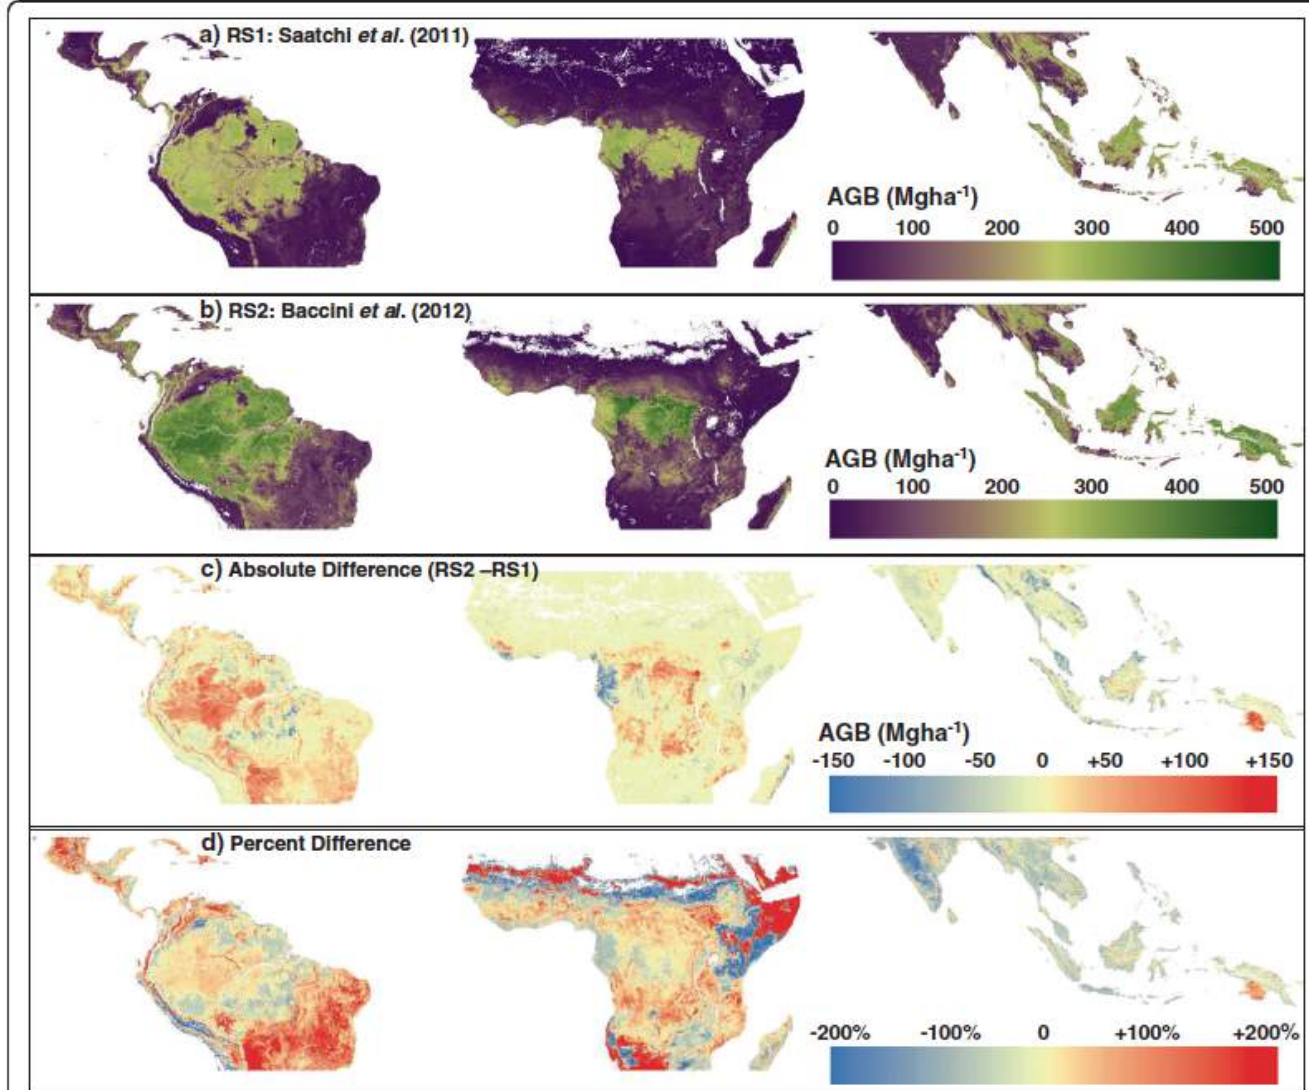 a) RS1: Saatchi et al. (2011)
AGB (Mgha-1)
0 100 200 300 400 500
b) RS2: Baccini et al. (2012)
AGB (Mgha-1)
0 100 200 300 400 500
c) Absolute Difference (RS2 –RS1)
AGB (Mgha-1)
-150 -100 -50 0 +50 +100 +150
d) Percent Difference
-200% -100% 0 +100% +200%